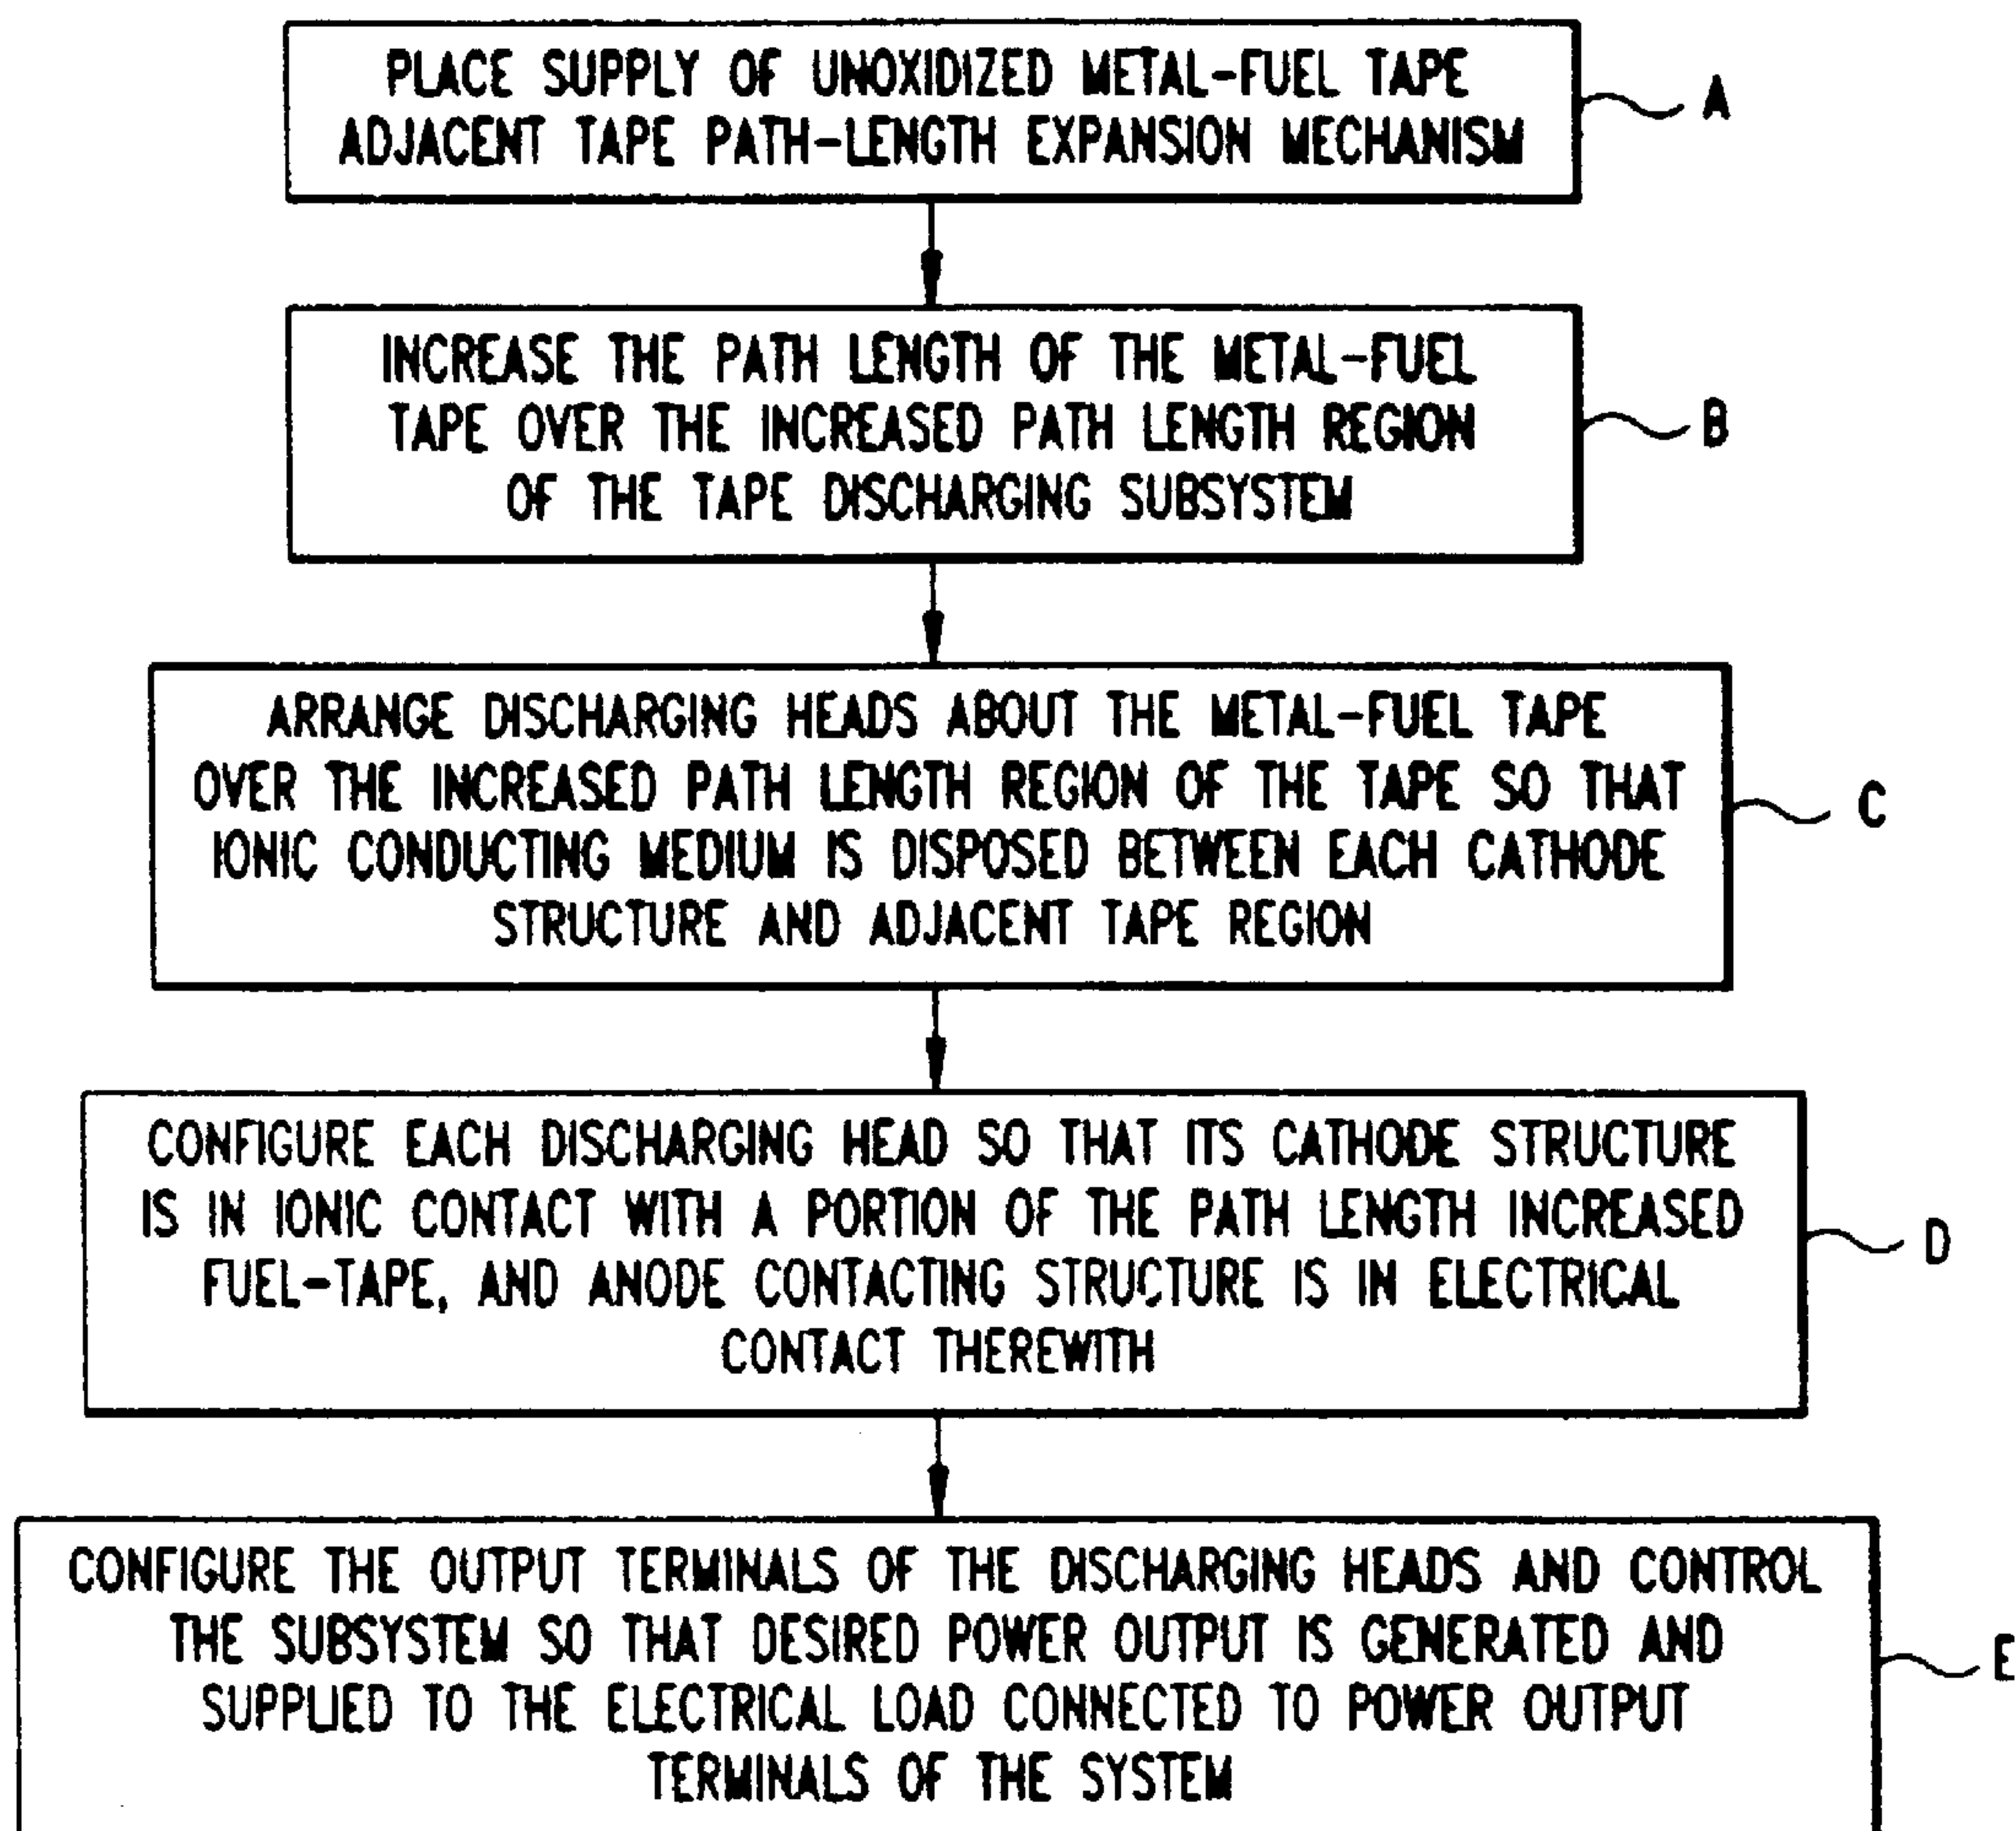 PLACE SUPPLY OF UNOXIDIZED METAL-FUEL TAPE
ADJACENT TAPE PATH-LENGTH EXPANSION MECHANISM
A
INCREASE THE PATH LENGTH OF THE METAL-FUEL
TAPE OVER THE INCREASED PATH LENGTH REGION
OF THE TAPE DISCHARGING SUBSYSTEM
B
ARRANGE DISCHARGING HEADS ABOUT THE METAL-FUEL TAPE
OVER THE INCREASED PATH LENGTH REGION OF THE TAPE SO THAT
IONIC CONDUCTING MEDIUM IS DISPOSED BETWEEN EACH CATHODE
STRUCTURE AND ADJACENT TAPE REGION
C
CONFIGURE EACH DISCHARGING HEAD SO THAT ITS CATHODE STRUCTURE
IS IN IONIC CONTACT WITH A PORTION OF THE PATH LENGTH INCREASED
FUEL-TAPE, AND ANODE CONTACTING STRUCTURE IS IN ELECTRICAL
CONTACT THEREWITH
D
CONFIGURE THE OUTPUT TERMINALS OF THE DISCHARGING HEADS AND CONTROL
THE SUBSYSTEM SO THAT DESIRED POWER OUTPUT IS GENERATED AND
SUPPLIED TO THE ELECTRICAL LOAD CONNECTED TO POWER OUTPUT
TERMINALS OF THE SYSTEM
E